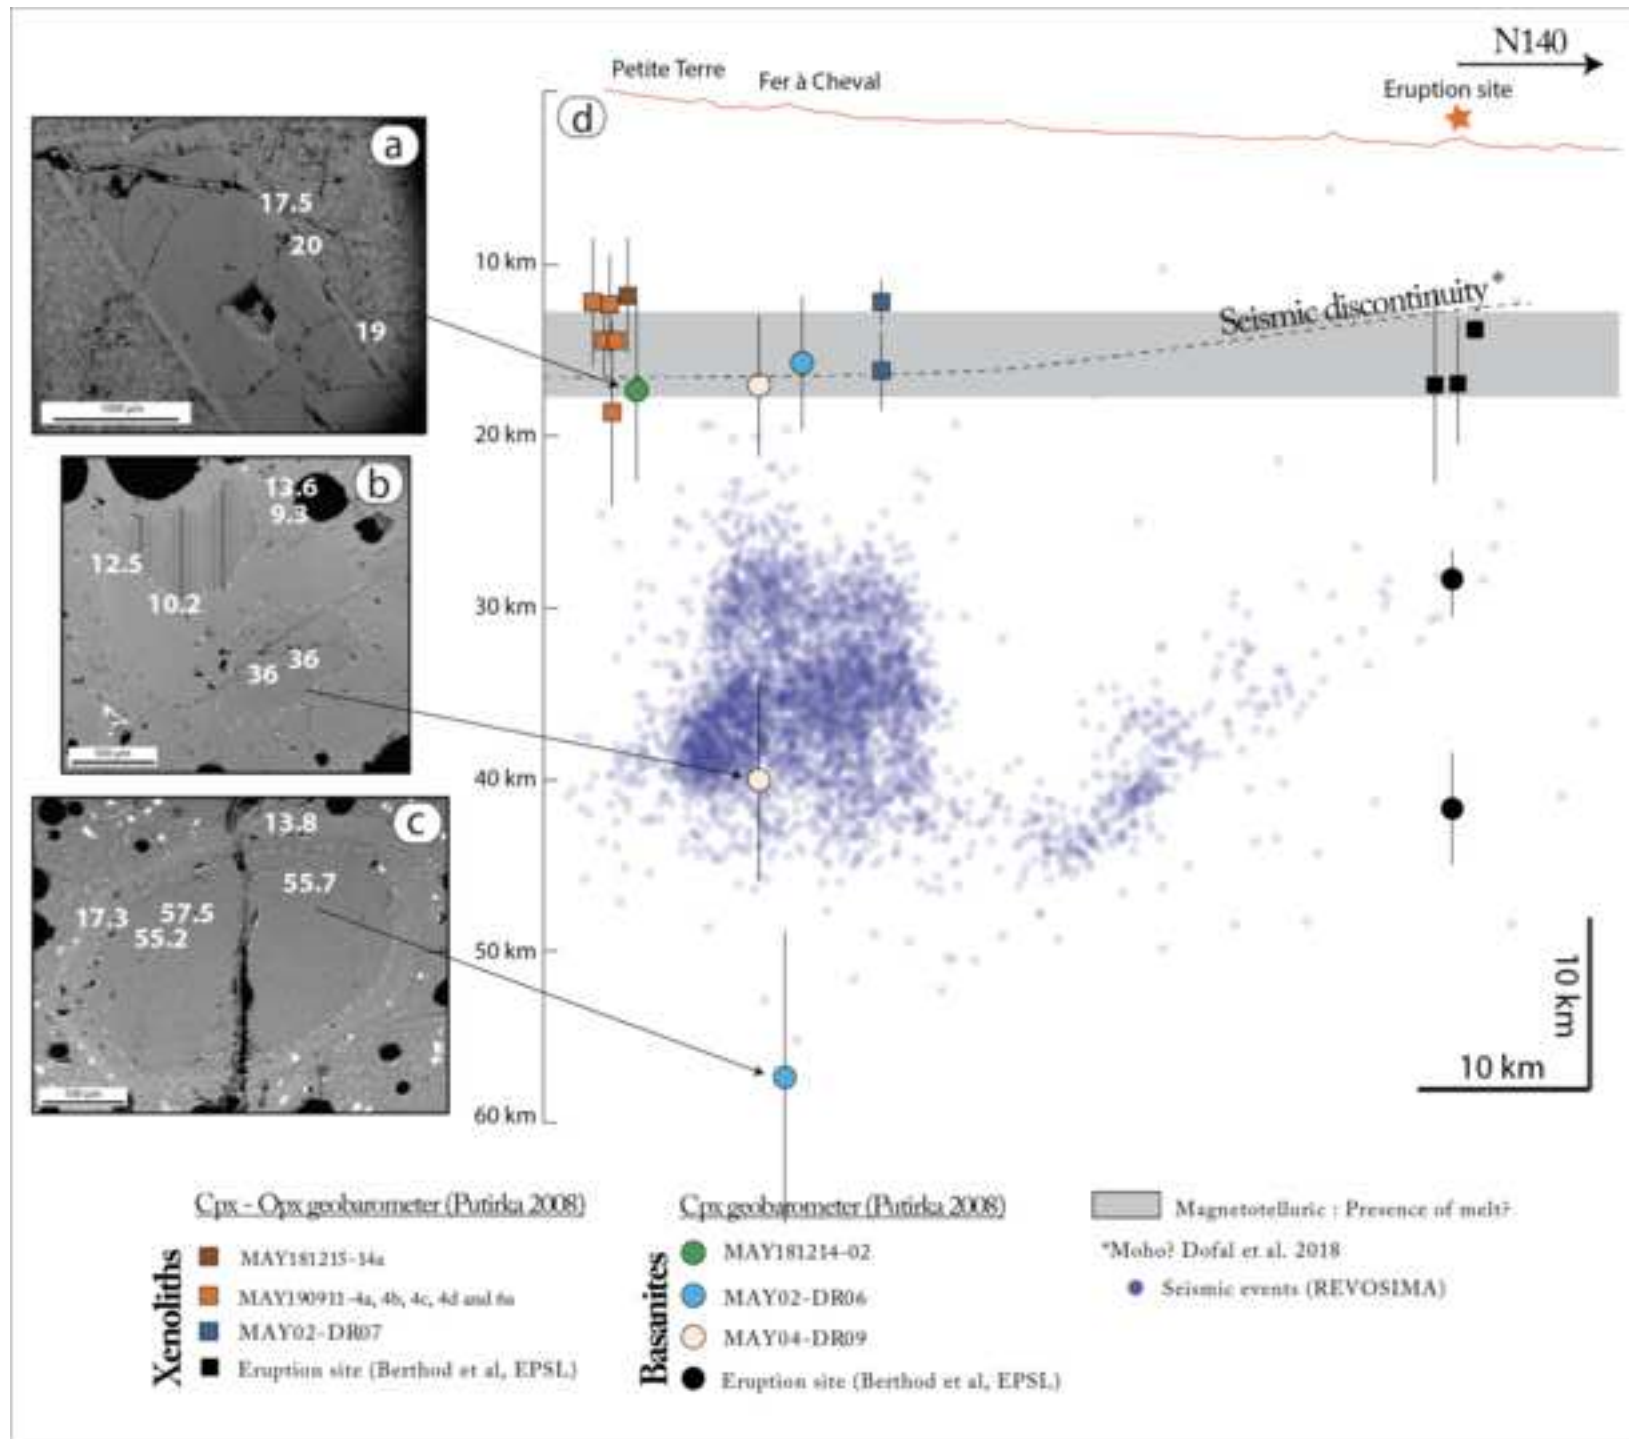 N140
Petite Terre
Fer à Cheval
Eruption site
d
a
17.5
20
19
10 km
Seismic discontinuity*
20 km
b
13.6
9.3
12.5
10.2
36
36
30 km
40 km
c
13.8
55.7
17.3
57.5
55.2
50 km
10 km
10 km
60 km
Cpx - Opx geobarometer (Putirka 2008)
Xenoliths
MAY181215-14a
MAY190911-4a, 4b, 4c, 4d and 6a
MAY02-DR07
Eruption site (Berthod et al, EPSL)
Cpx geobarometer (Putirka 2008)
Basanites
MAY181214-02
MAY02-DR06
MAY04-DR09
Eruption site (Berthod et al, EPSL)
Magnetotelluric : Presence of melt?
*Moho? Dofal et al. 2018
Seismic events (REVOSIMA)